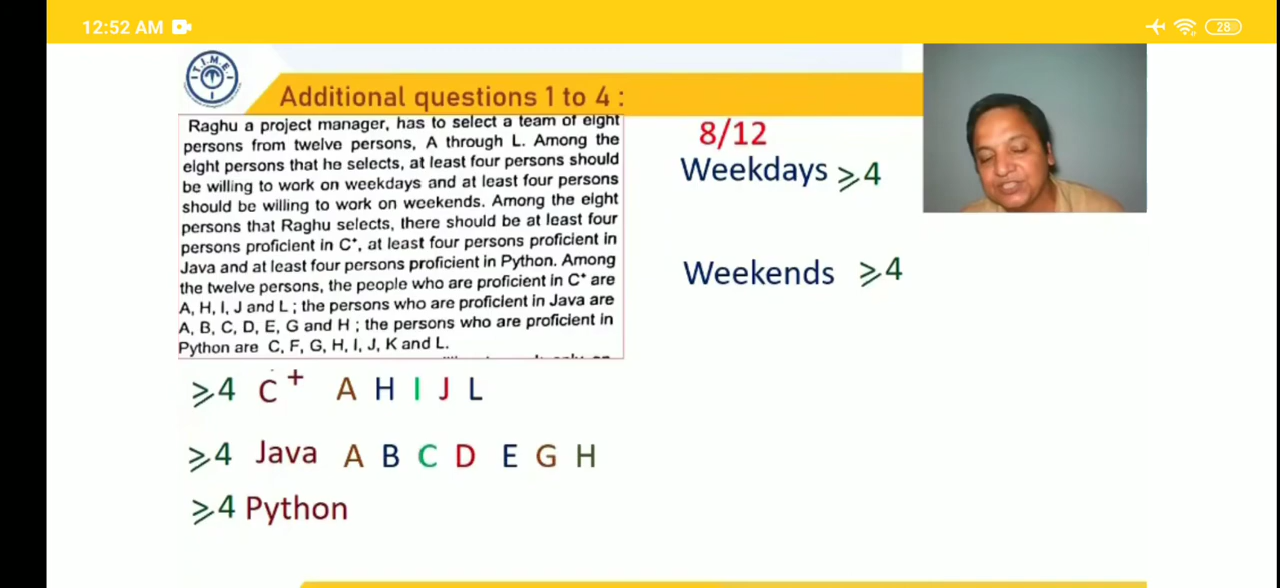 12:52 AM
28
T.I.M.E.
Additional questions 1 to 4 :
Raghu a project manager, has to select a team of eight
persons from twelve persons, A through L. Among the
eight persons that he selects, at least four persons should
be willing to work on weekdays and at least four persons
should be willing to work on weekends. Among the eight
persons that Raghu selects, there should be at least four
persons proficient in C⁺, at least four persons proficient in
Java and at least four persons proficient in Python. Among
the twelve persons, the people who are proficient in C⁺ are
A, H, I, J and L ; the persons who are proficient in Java are
A, B, C, D, E, G and H ; the persons who are proficient in
Python are C, F, G, H, I, J, K and L.
8/12
Weekdays ⩾4
Weekends ⩾4
⩾4 C⁺ A H I J L
⩾4 Java A B C D E G H
⩾4 Python